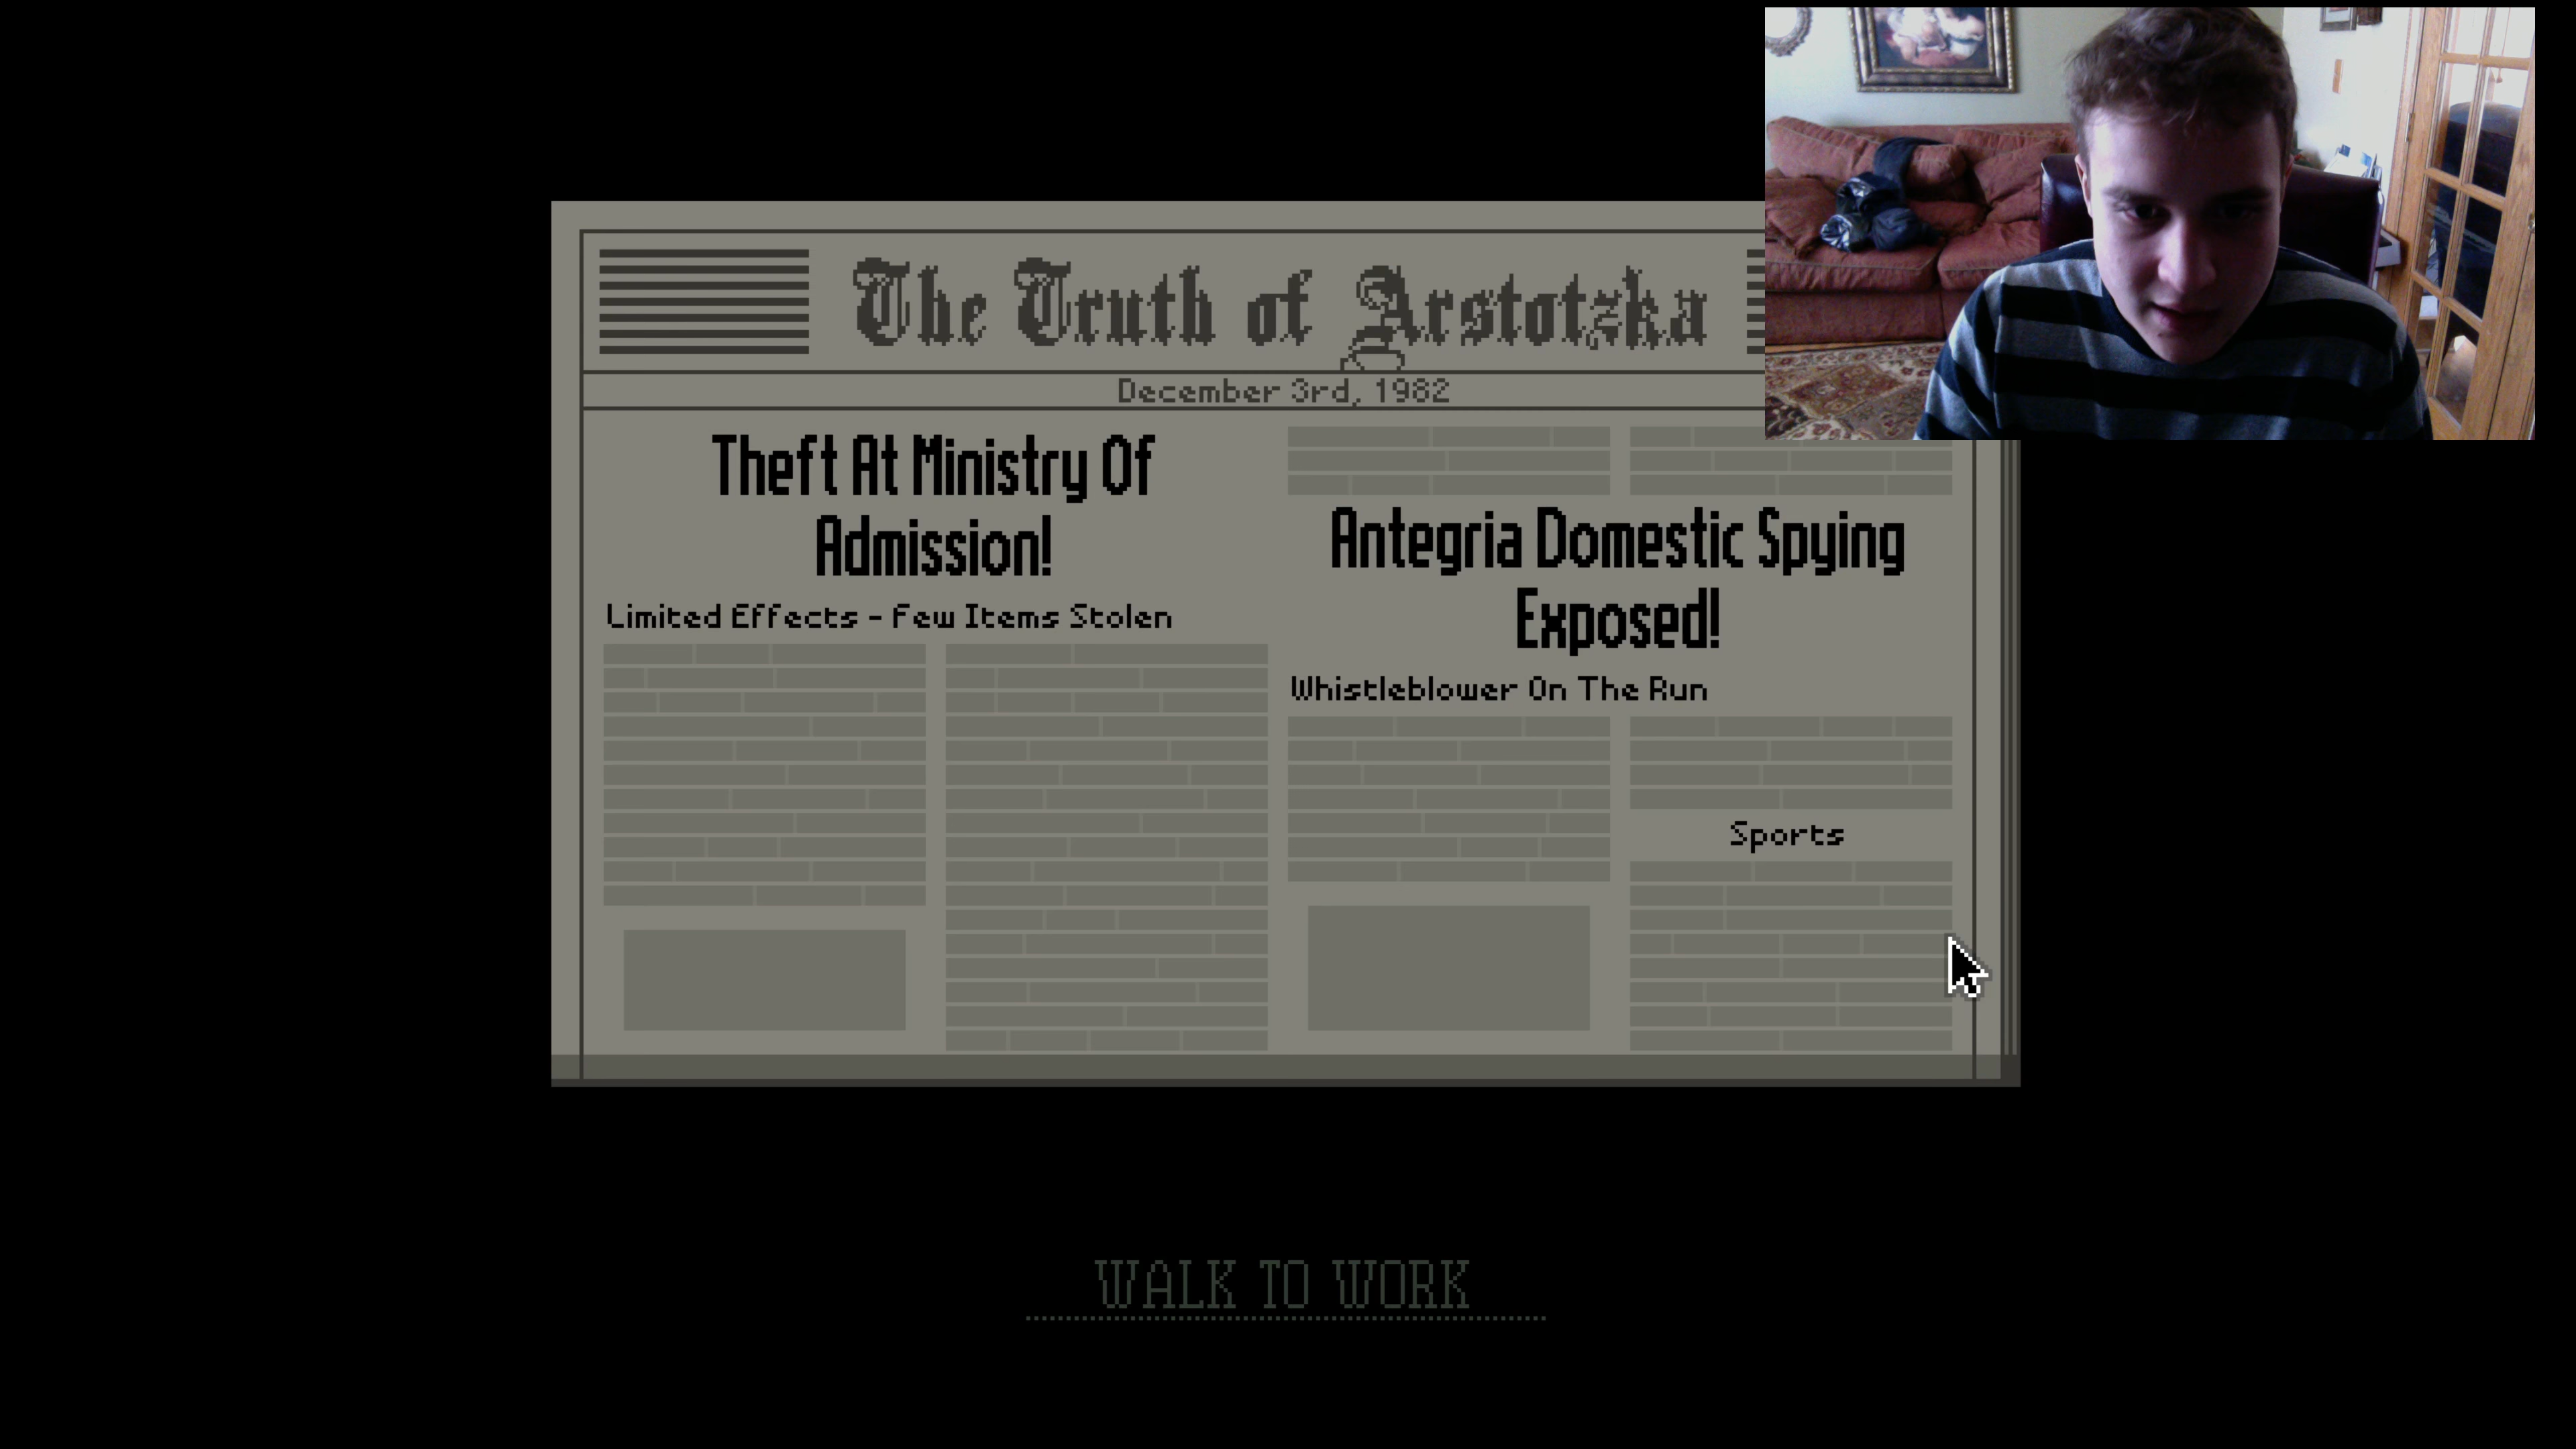 The Truth of Arstotzka
December 3rd, 1982
Theft At Ministry Of
Admission!
Limited Effects - Few Items Stolen
Antegria Domestic Spying
Exposed!
Whistleblower On The Run
Sports
WALK TO WORK